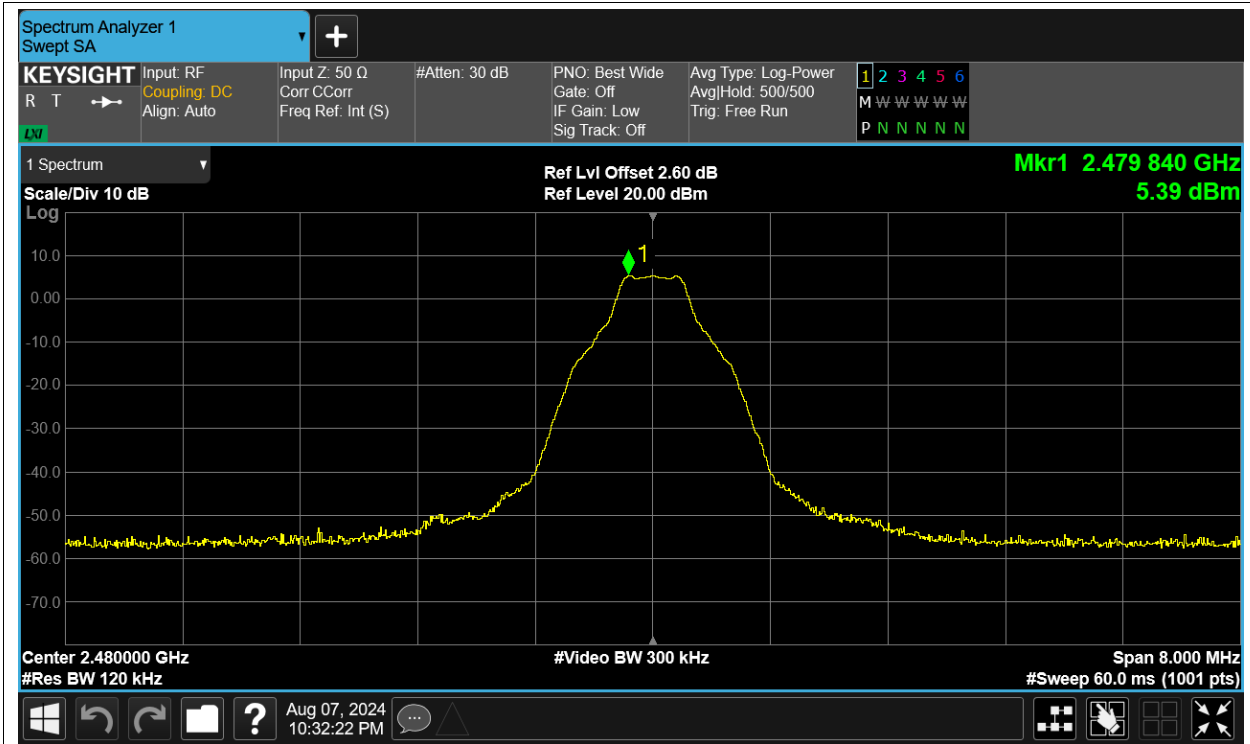 Spectrum Analyzer 1
Swept SA
+
KEYSIGHT Input: RF Input Z: 50 Ω #Atten: 30 dB PNO: Best Wide Avg Type: Log-Power 1 2 3 4 5 6
R T Coupling: DC Corr CCorr Gate: Off Avg|Hold: 500/500 M W W W W W
Align: Auto Freq Ref: Int (S) IF Gain: Low Trig: Free Run
LXI Sig Track: Off P N N N N N
1 Spectrum
Ref Lvl Offset 2.60 dB
Mkr1 2.479 840 GHz
Scale/Div 10 dB Ref Level 20.00 dBm 5.39 dBm
Log
1
10.0
0.00
-10.0
-20.0
-30.0
-40.0
-50.0
-60.0
-70.0
Center 2.480000 GHz #Video BW 300 kHz Span 8.000 MHz
#Res BW 120 kHz #Sweep 60.0 ms (1001 pts)
? Aug 07, 2024
10:32:22 PM